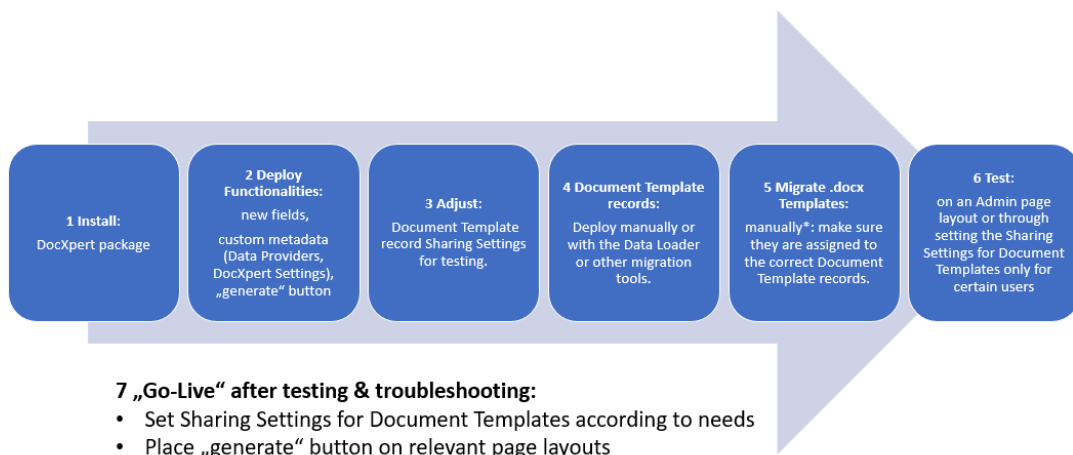 1 Install:
DocXpert package
2 Deploy
Functionalities:
new fields,
custom metadata
(Data Providers,
DocXpert Settings),
„generate“ button
3 Adjust:
Document Template
record Sharing Settings
for testing.
4 Document Template
records:
Deploy manually or
with the Data Loader
or other migration
tools.
5 Migrate .docx
Templates:
manually*: make sure
they are assigned to
the correct Document
Template records.
6 Test:
on an Admin page
layout or through
setting the Sharing
Settings for Document
Templates only for
certain users
7 „Go-Live“ after testing & troubleshooting:
• Set Sharing Settings for Document Templates according to needs
• Place „generate“ button on relevant page layouts